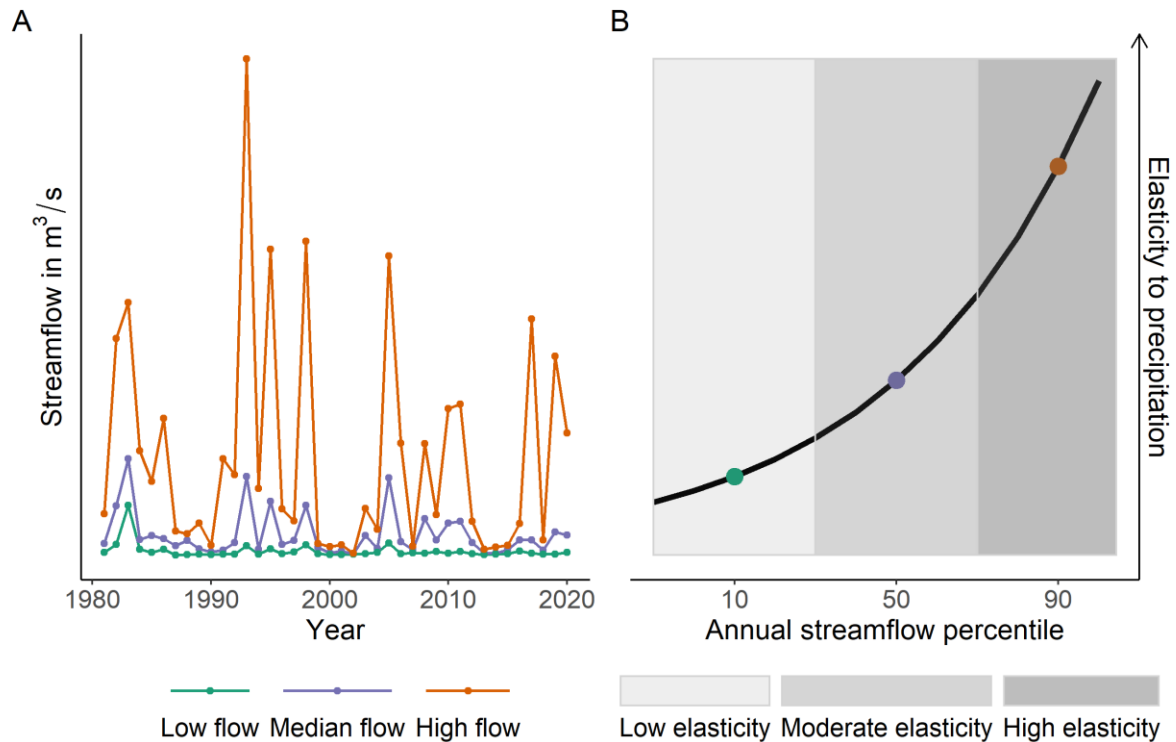 A
Streamflow in m³/s
1980 1990 2000 2010 2020
Year
Low flow Median flow High flow
B
Elasticity to precipitation
10 50 90
Annual streamflow percentile
Low elasticity Moderate elasticity High elasticity